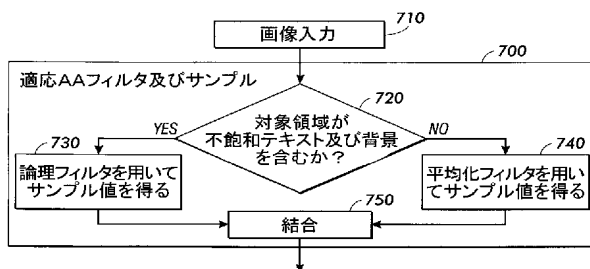 画像入力
710
700
適応AAフィルタ及びサンプル
720
対象領域が
不飽和テキスト及び背景
を含むか?
YES
NO
730
論理フィルタを用いて
サンプル値を得る
740
平均化フィルタを用い
てサンプル値を得る
750
結合